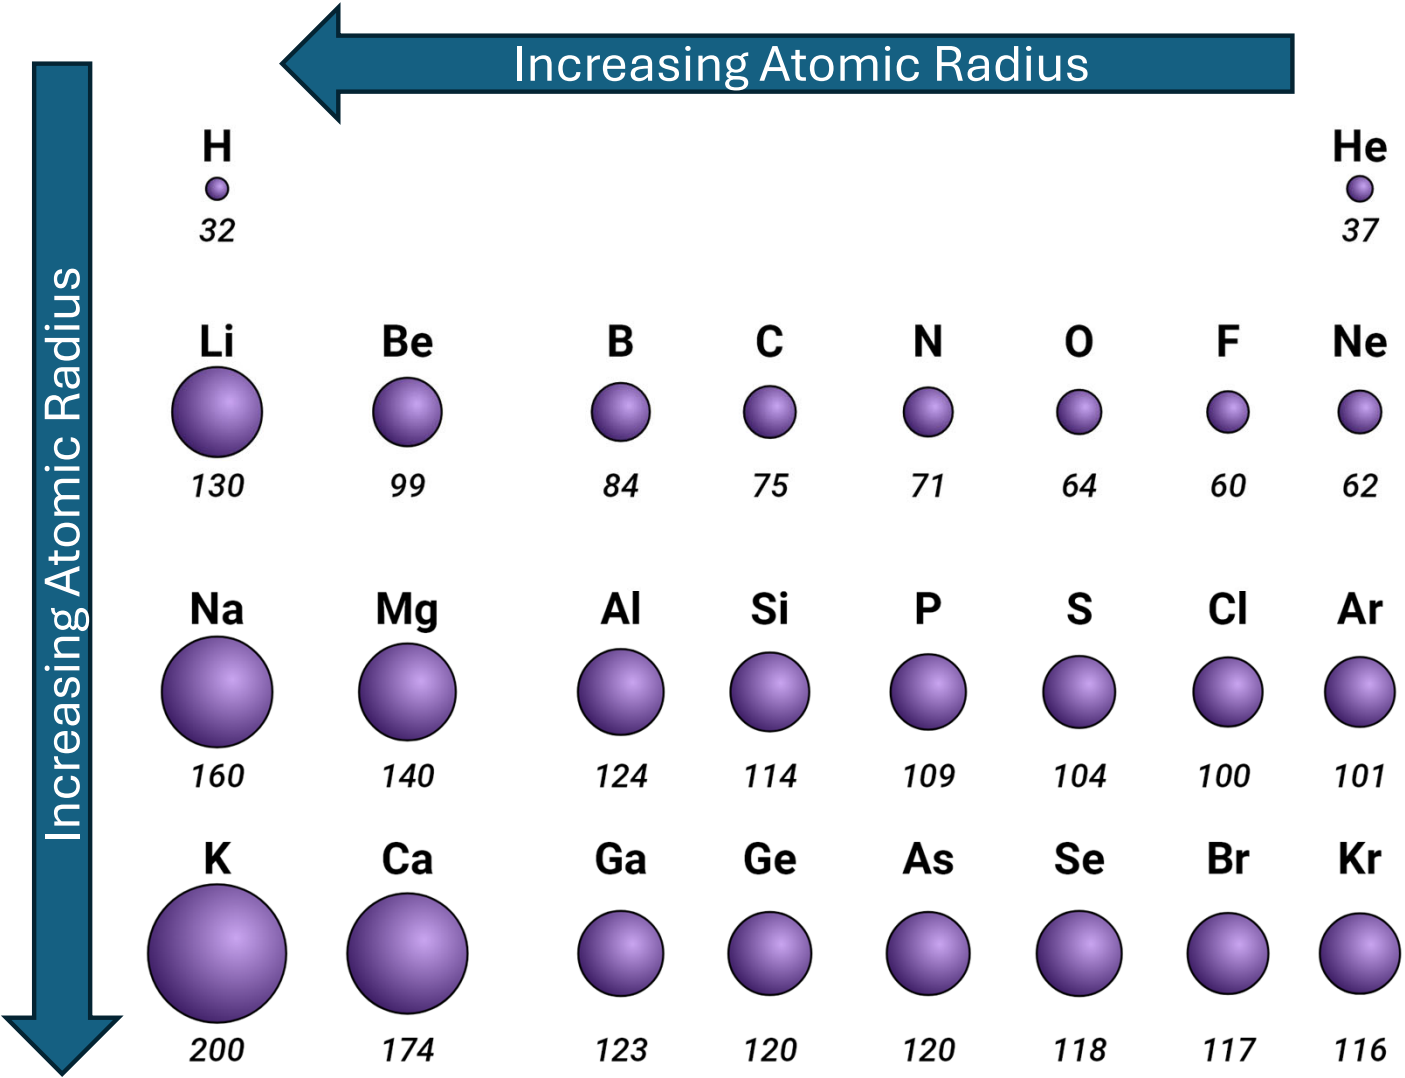 Increasing Atomic Radius
Increasing Atomic Radius
H He
32 37
Li Be B C N O F Ne
130 99 84 75 71 64 60 62
Na Mg Al Si P S Cl Ar
160 140 124 114 109 104 100 101
K Ca Ga Ge As Se Br Kr
200 174 123 120 120 118 117 116